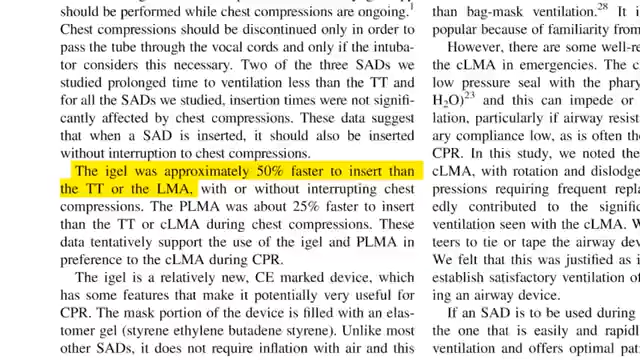 should be performed while chest compressions are ongoing.1
Chest compressions should be discontinued only in order to
pass the tube through the vocal cords and only if the intuba-
tor considers this necessary. Two of the three SADs we
studied prolonged time to ventilation less than the TT and
for all the SADs we studied, insertion times were not signifi-
cantly affected by chest compressions. These data suggest
that when a SAD is inserted, it should also be inserted
without interruption to chest compressions.
The igel was approximately 50% faster to insert than
the TT or the LMA, with or without interrupting chest
compressions. The PLMA was about 25% faster to insert
than the TT or cLMA during chest compressions. These
data tentatively support the use of the igel and PLMA in
preference to the cLMA during CPR.
The igel is a relatively new, CE marked device, which
has some features that make it potentially very useful for
CPR. The mask portion of the device is filled with an elas-
tomer gel (styrene ethylene butadene styrene). Unlike most
other SADs, it does not require inflation with air and this
than bag-mask ventilation.28 It i
popular because of familiarity from
However, there are some well-re
the cLMA in emergencies. The c
low pressure seal with the phary
H2O)23 and this can impede or
lation, particularly if airway resist
ary compliance low, as is often the
CPR. In this study, we noted the
cLMA, with rotation and dislodge
pressions requiring frequent repla
edly contributed to the signific
ventilation seen with the cLMA. W
teers to tie or tape the airway dev
We felt that this was justified as i
establish satisfactory ventilation of
ing an airway device.
If an SAD is to be used during
the one that is easily and rapidl
ventilation and offers optimal pat